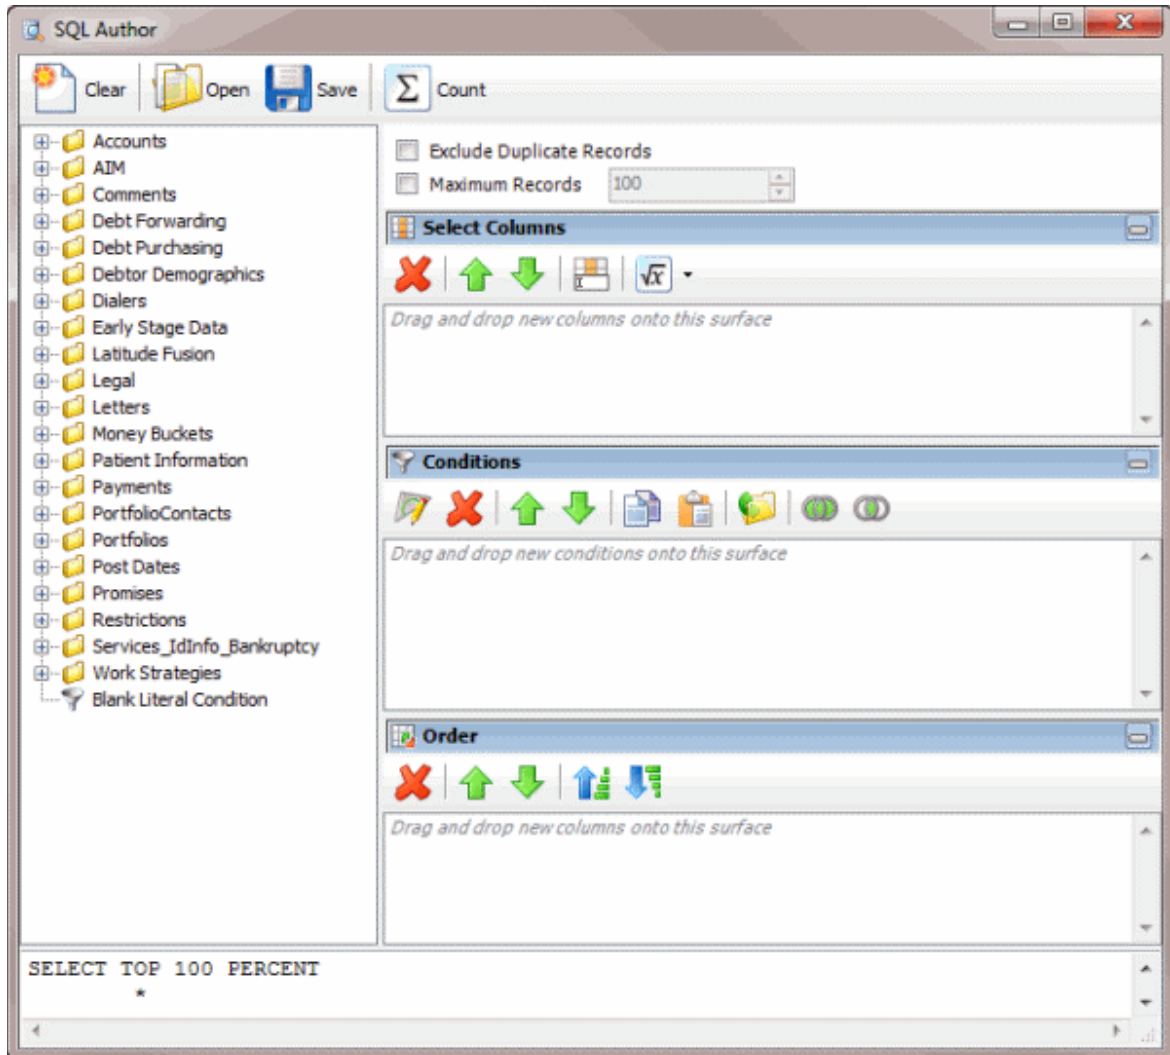 SQL Author
Clear Open Save Count
Accounts
AIM
Comments
Debt Forwarding
Debt Purchasing
Debtor Demographics
Dialers
Early Stage Data
Latitude Fusion
Legal
Letters
Money Buckets
Patient Information
Payments
PortfolioContacts
Portfolios
Post Dates
Promises
Restrictions
Services_IdInfo_Bankruptcy
Work Strategies
Blank Literal Condition
Exclude Duplicate Records
Maximum Records 100
Select Columns
Drag and drop new columns onto this surface
Conditions
Drag and drop new conditions onto this surface
Order
Drag and drop new columns onto this surface
SELECT TOP 100 PERCENT
*